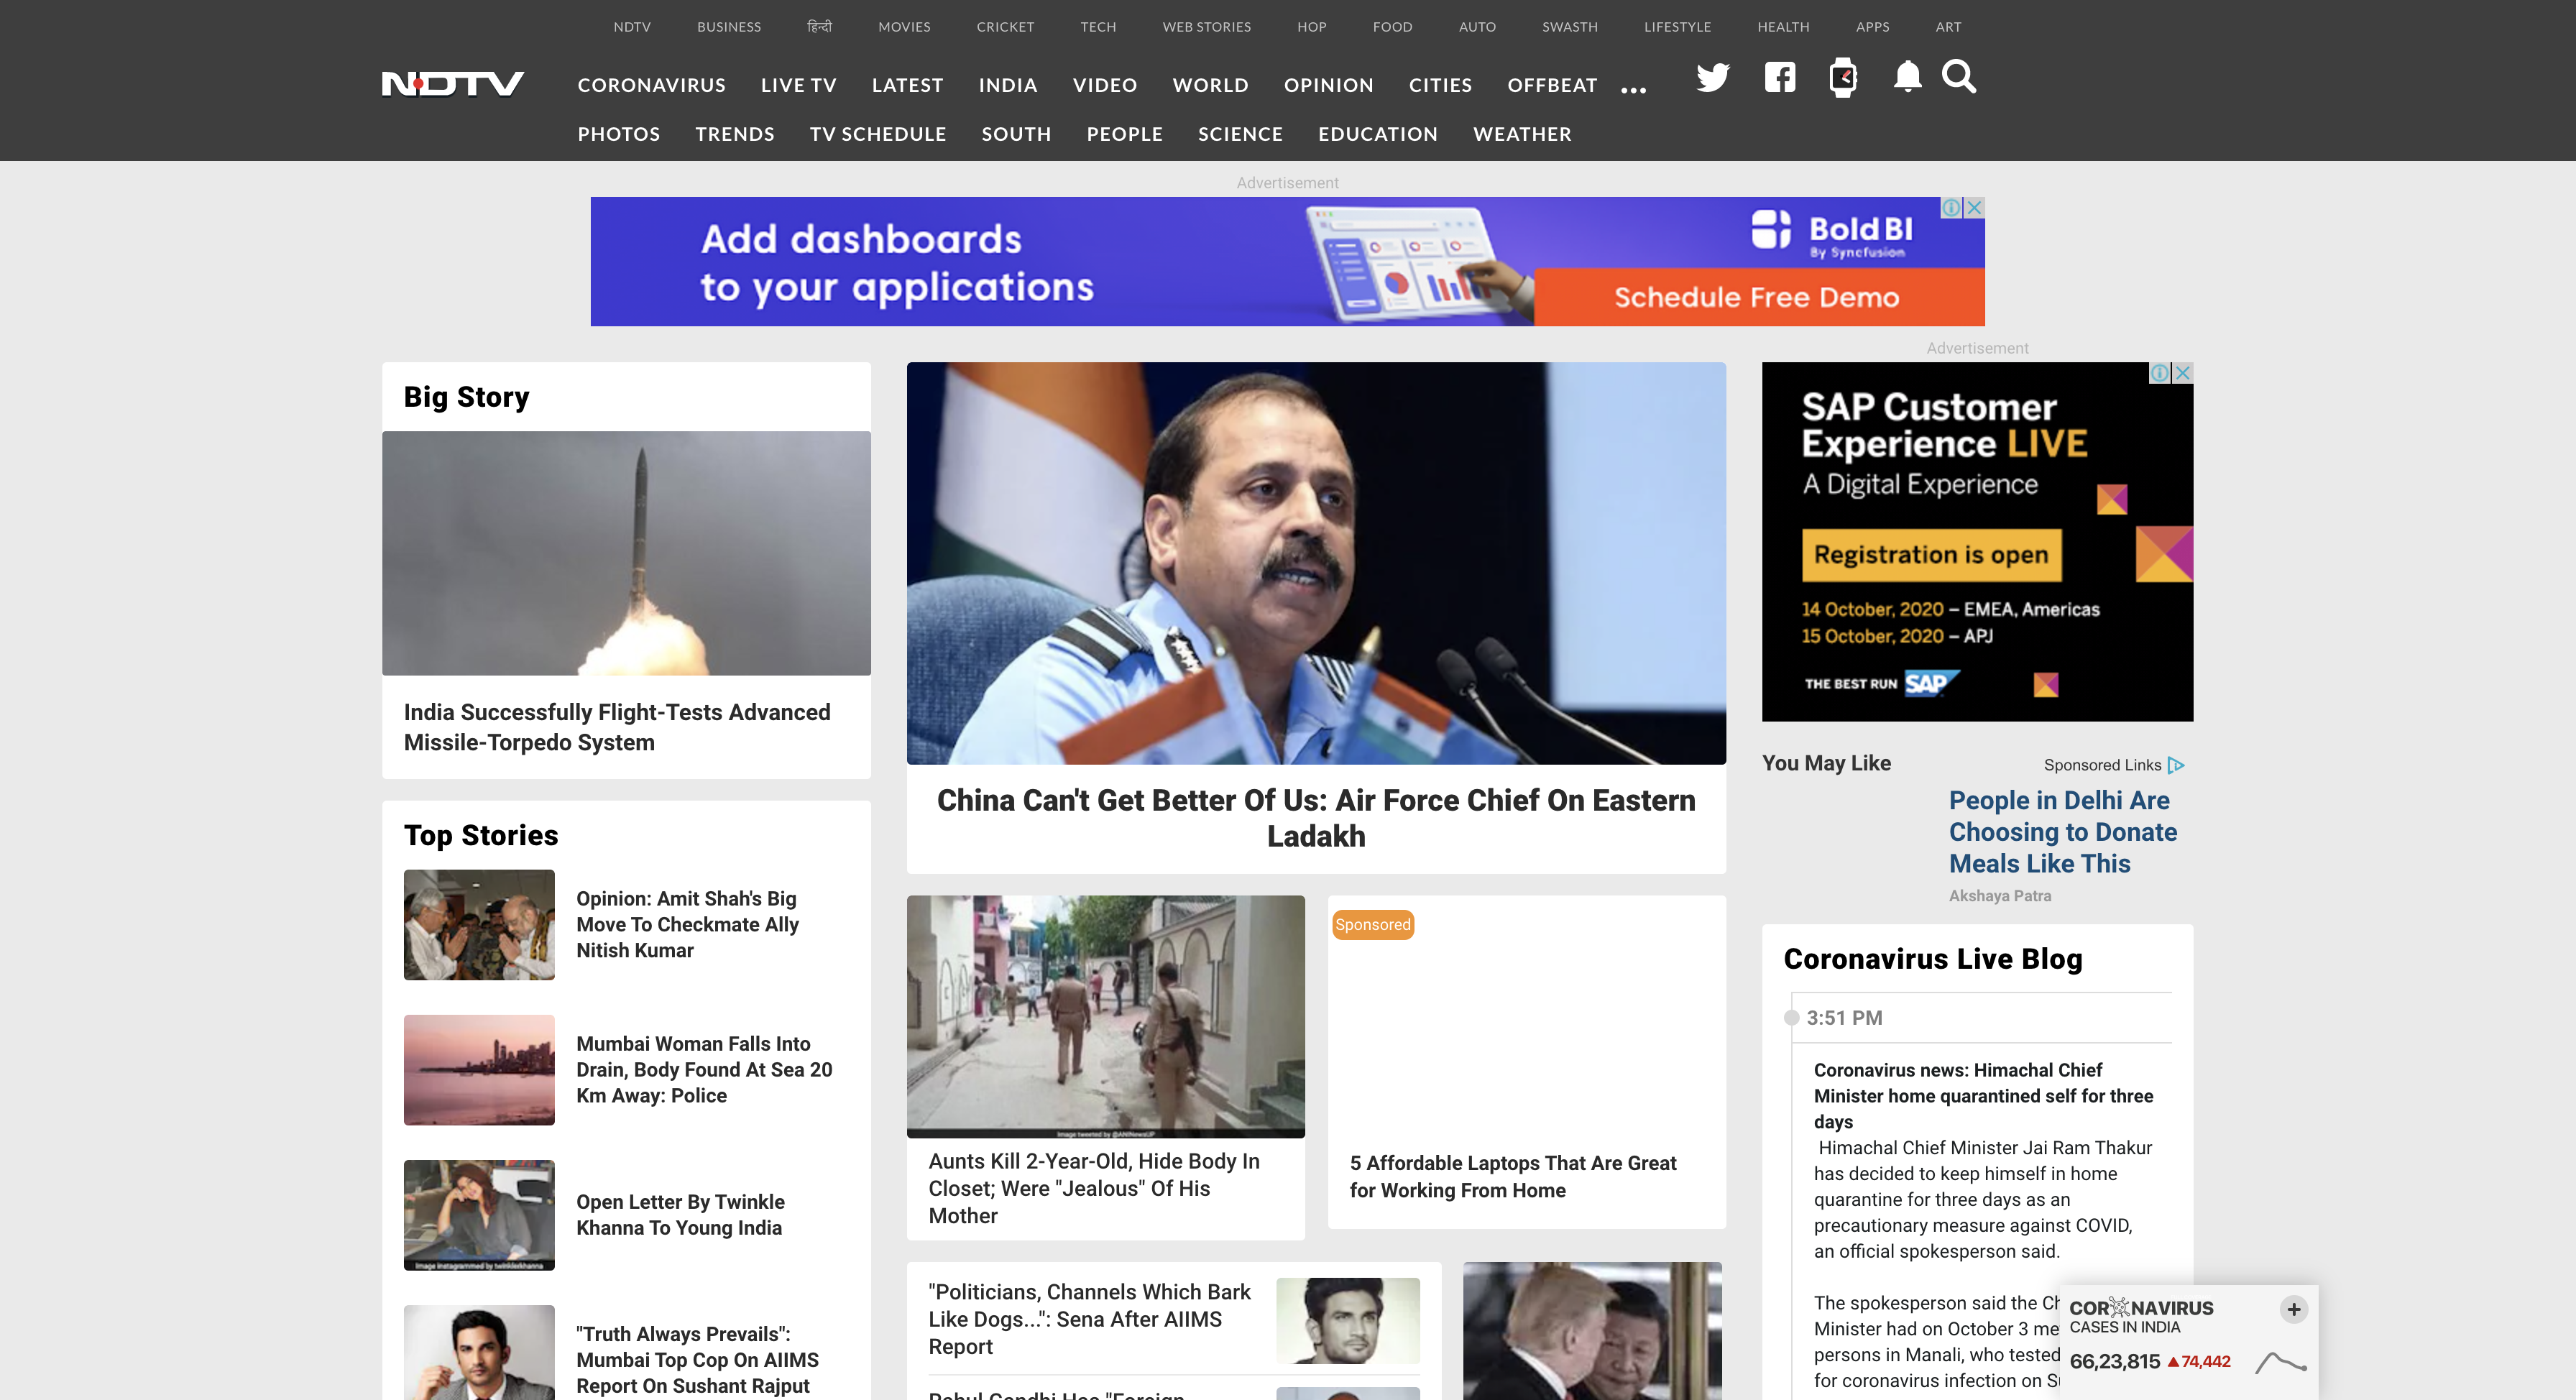 NDTV BUSINESS हिन्दी MOVIES CRICKET TECH WEB STORIES HOP FOOD AUTO SWASTH LIFESTYLE HEALTH APPS ART
NDTV
CORONAVIRUS LIVE TV LATEST INDIA VIDEO WORLD OPINION CITIES OFFBEAT ...
PHOTOS TRENDS TV SCHEDULE SOUTH PEOPLE SCIENCE EDUCATION WEATHER
Advertisement
Add dashboards
to your applications
Bold BI
By Syncfusion
Schedule Free Demo
Big Story
India Successfully Flight-Tests Advanced
Missile-Torpedo System
Top Stories
Opinion: Amit Shah's Big
Move To Checkmate Ally
Nitish Kumar
Mumbai Woman Falls Into
Drain, Body Found At Sea 20
Km Away: Police
Image instagrammed by twinklerkhanna
Open Letter By Twinkle
Khanna To Young India
"Truth Always Prevails":
Mumbai Top Cop On AIIMS
Report On Sushant Rajput
China Can't Get Better Of Us: Air Force Chief On Eastern
Ladakh
Image tweeted by @ANINewsUP
Aunts Kill 2-Year-Old, Hide Body In
Closet; Were "Jealous" Of His
Mother
Sponsored
5 Affordable Laptops That Are Great
for Working From Home
"Politicians, Channels Which Bark
Like Dogs...": Sena After AIIMS
Report
Rahul Gandhi Has "Foreign
Advertisement
SAP Customer
Experience LIVE
A Digital Experience
Registration is open
14 October, 2020 – EMEA, Americas
15 October, 2020 – APJ
THE BEST RUN SAP
You May Like
Sponsored Links
People in Delhi Are
Choosing to Donate
Meals Like This
Akshaya Patra
Coronavirus Live Blog
3:51 PM
Coronavirus news: Himachal Chief
Minister home quarantined self for three
days
Himachal Chief Minister Jai Ram Thakur
has decided to keep himself in home
quarantine for three days as an
precautionary measure against COVID,
an official spokesperson said.
The spokesperson said the Ch
Minister had on October 3 me
persons in Manali, who tested
for coronavirus infection on Su
CORONAVIRUS
CASES IN INDIA
66,23,815 ▲74,442